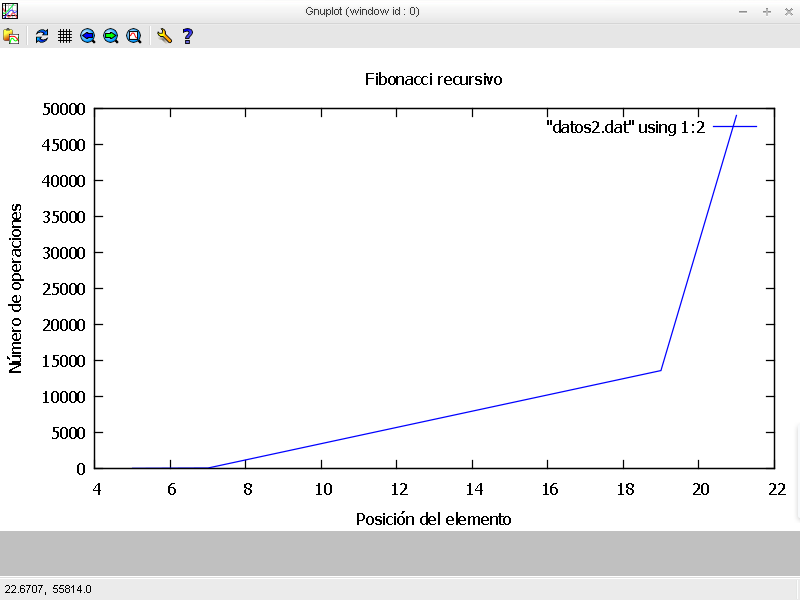 Gnuplot (window id : 0)
Fibonacci recursivo
"datos2.dat" using 1:2
50000
45000
40000
35000
30000
25000
20000
15000
10000
5000
0
Número de operaciones
4 6 8 10 12 14 16 18 20 22
Posición del elemento
22.6707, 55814.0